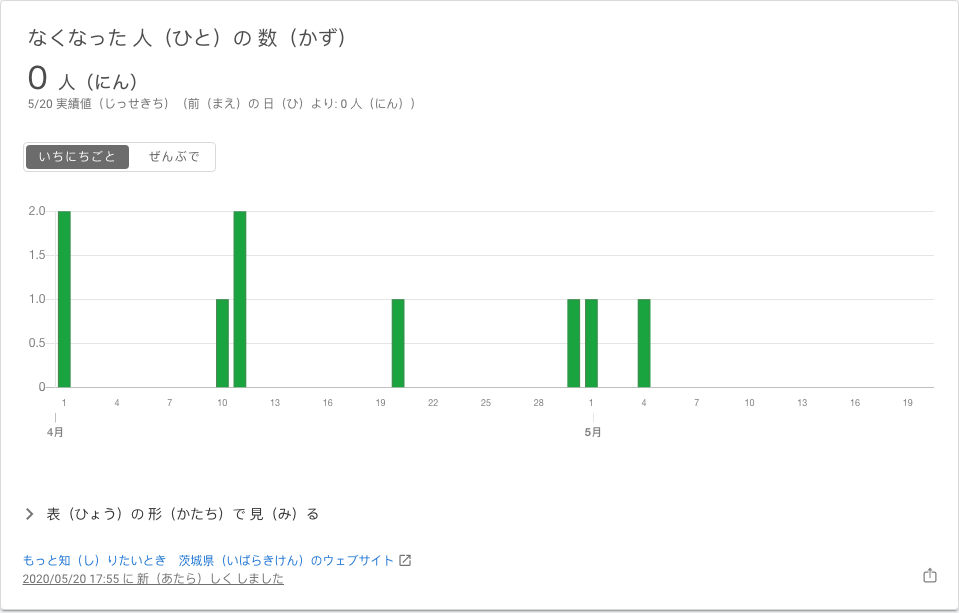 なくなった 人（ひと）の 数（かず）
0 人（にん）
5/20 実績値（じっせきち）（前（まえ）の 日（ひ）より: 0 人（にん））
いちにちごと ぜんぶで
2.0
1.5
1.0
0.5
0
1 4 7 10 13 16 19 22 25 28 1 4 7 10 13 16 19
4月 5月
表（ひょう）の 形（かたち）で 見（み）る
もっと知（し）りたいとき 茨城県（いばらきけん）のウェブサイト
2020/05/20 17:55 に 新（あたら）しく しました